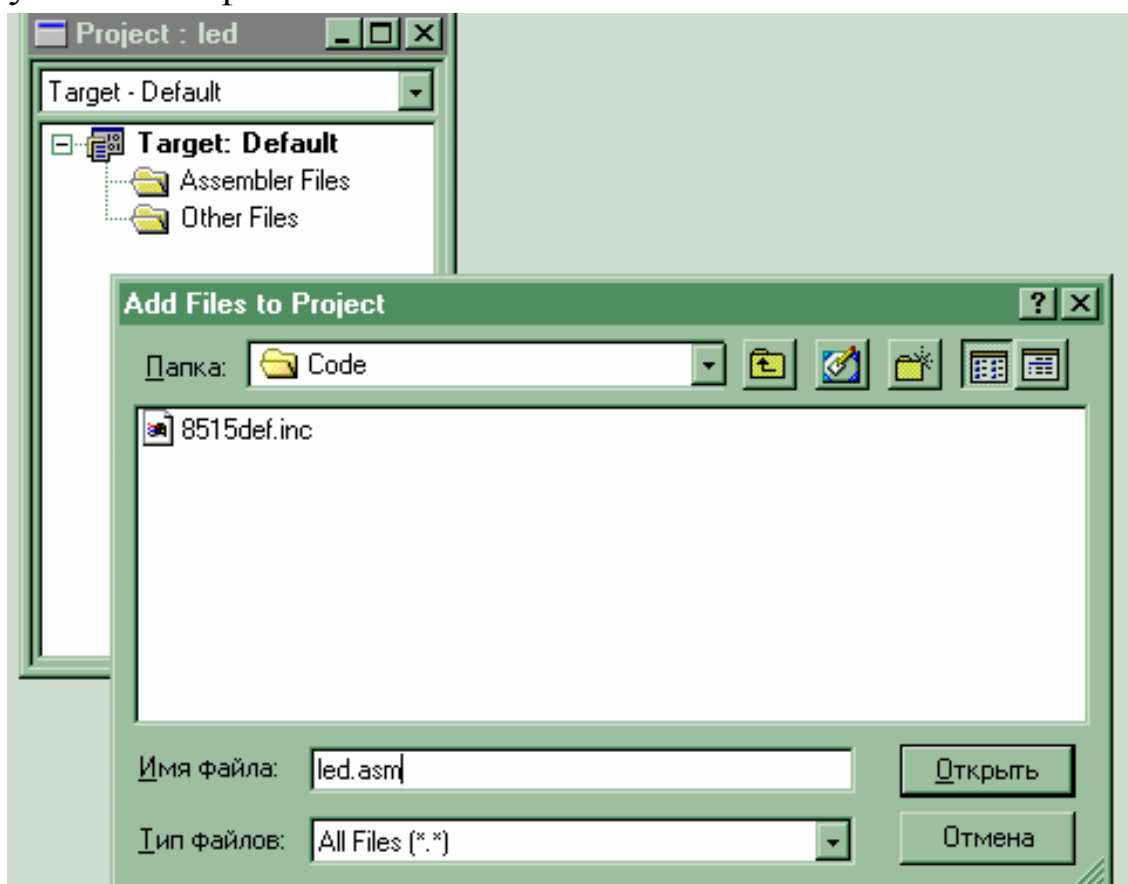 Project : led
Target - Default
Target: Default
Assembler Files
Other Files
Add Files to Project
Папка: Code
8515def.inc
Имя файла: led.asm
Открыть
Тип файлов: All Files (*.*)
Отмена